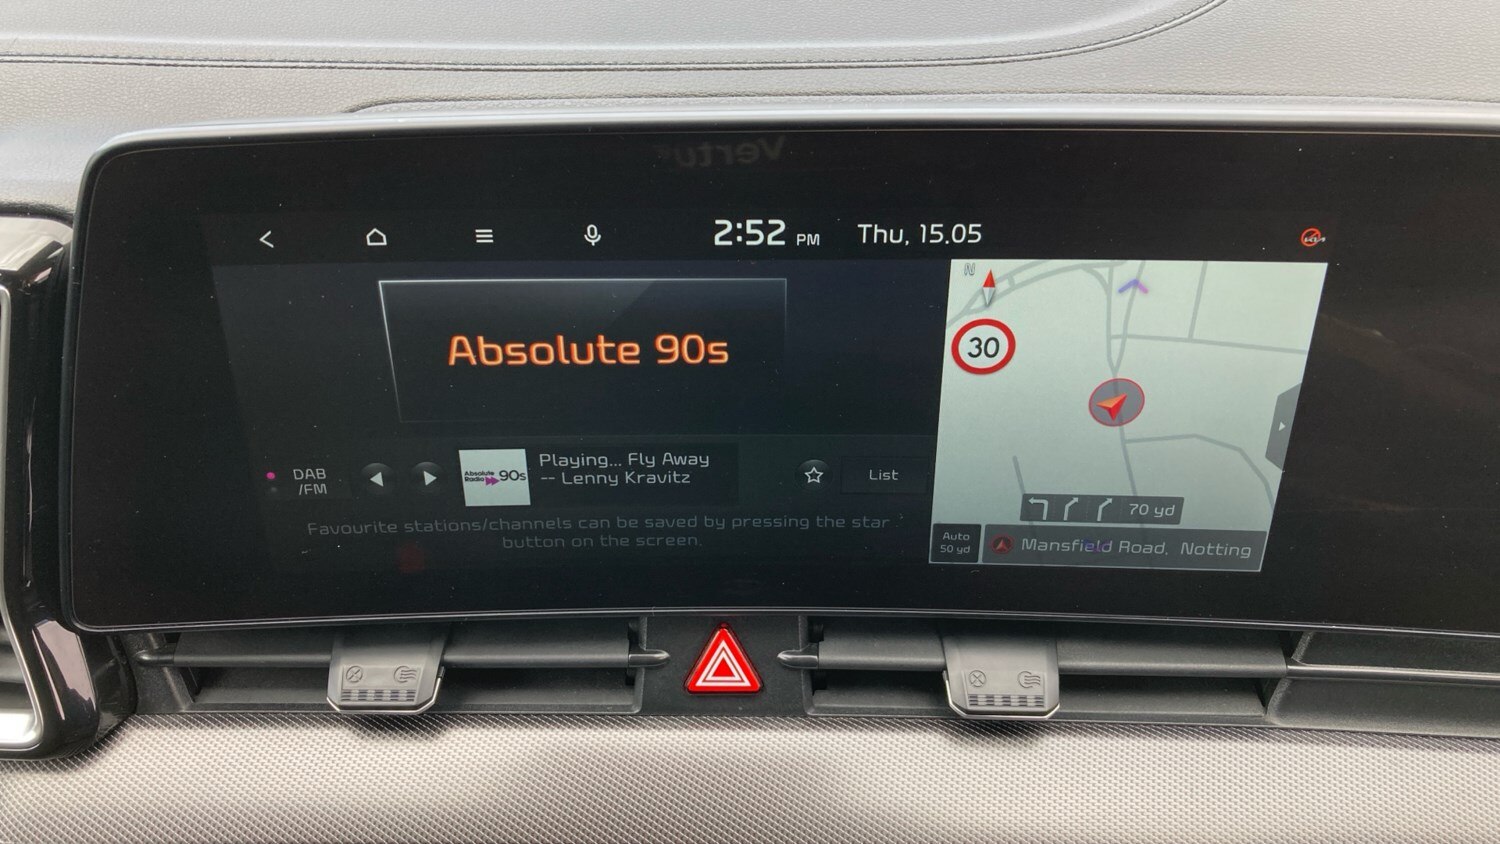 Vertu
2:52 PM Thu, 15.05
KIA
N
30
Absolute 90s
DAB
/FM
Absolute
Radio 90s
Playing... Fly Away
-- Lenny Kravitz
List
Favourite stations/channels can be saved by pressing the star
button on the screen.
70 yd
Auto
50 yd
Mansfield Road, Notting